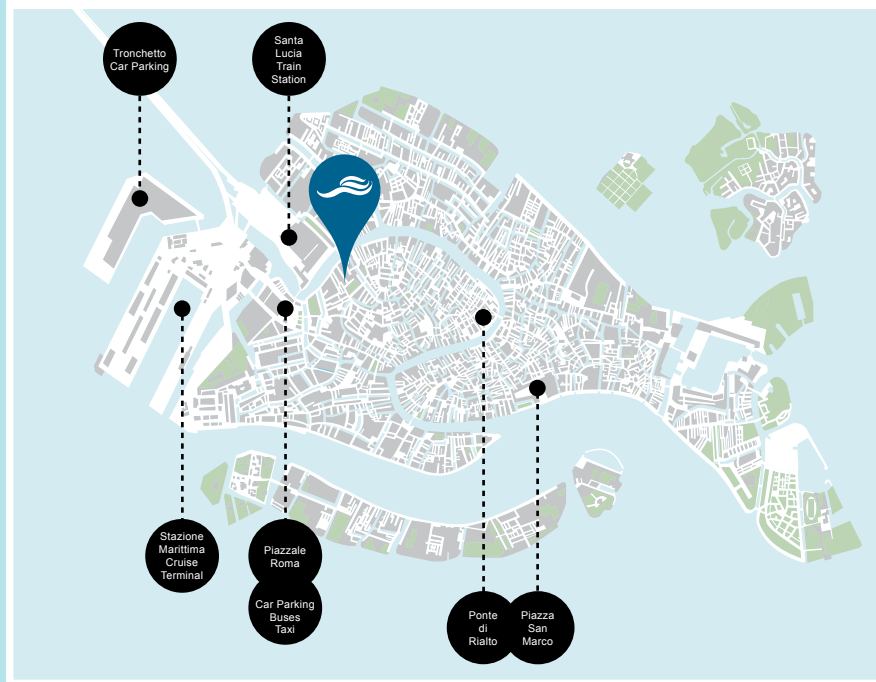 Tronchetto
Car Parking
Santa
Lucia
Train
Station
Stazione
Marittima
Cruise
Terminal
Piazzale
Roma
Car Parking
Buses
Taxi
Ponte
di
Rialto
Piazza
San
Marco